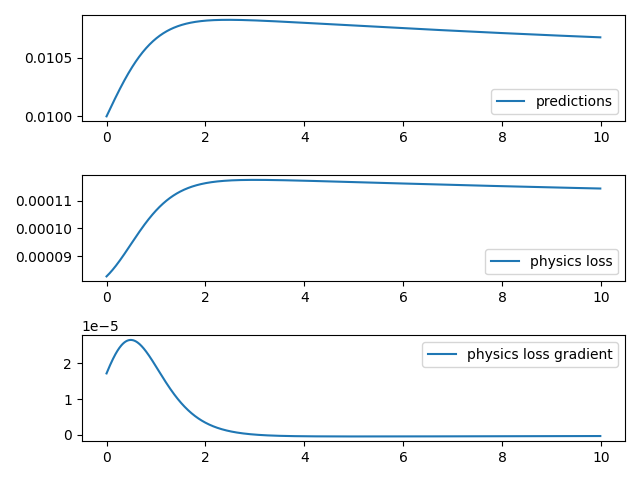 0.0105
0.0100
predictions
0 2 4 6 8 10
0.00011
0.00010
0.00009
physics loss
0 2 4 6 8 10
1e−5
2
1
0
physics loss gradient
0 2 4 6 8 10